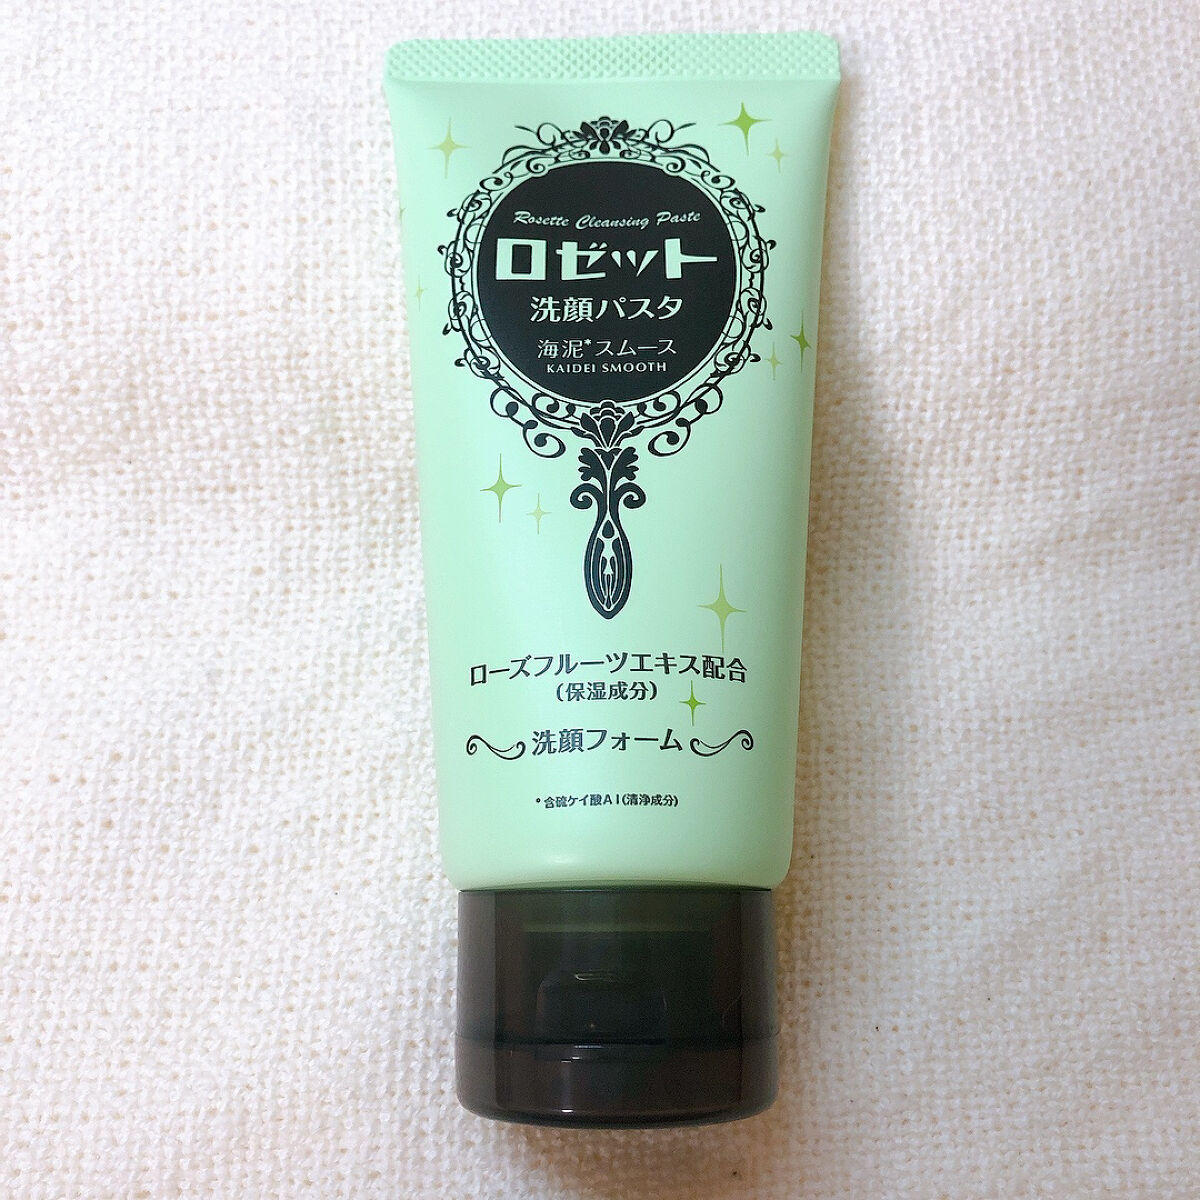 Rosette Cleansing Paste
ロゼット
洗顔パスタ
海泥*スムース
KAIDEI SMOOTH
ローズフルーツエキス配合
(保湿成分)
洗顔フォーム
*含硫ケイ酸Al(清浄成分)